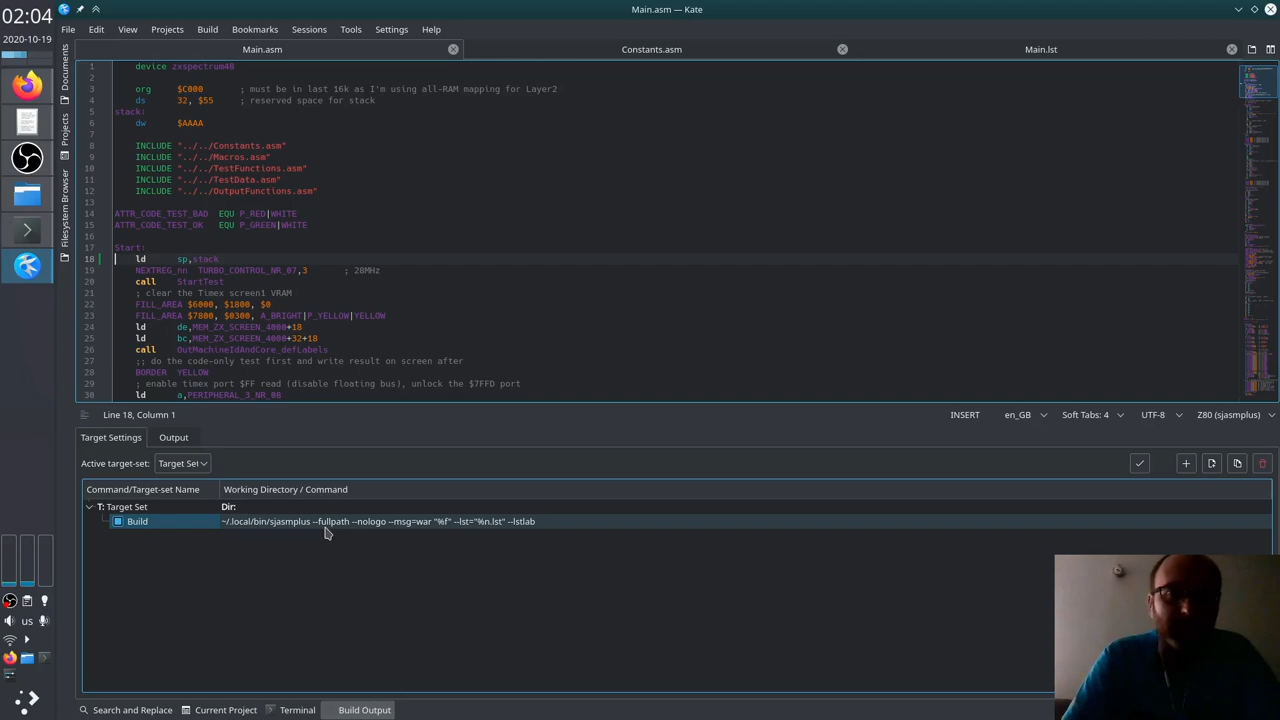 02:04
2020-10-19
Main.asm — Kate
File Edit View Projects Build Bookmarks Sessions Tools Settings Help
Main.asm Constants.asm Main.lst
Documents
Projects
Filesystem Browser
1 device zxspectrum48
2
3 org $C000 ; must be in last 16k as I'm using all-RAM mapping for Layer2
4 ds 32, $55 ; reserved space for stack
5 stack:
6 dw $AAAA
7
8 INCLUDE "../../Constants.asm"
9 INCLUDE "../../Macros.asm"
10 INCLUDE "../../TestFunctions.asm"
11 INCLUDE "../../TestData.asm"
12 INCLUDE "../../OutputFunctions.asm"
13
14 ATTR_CODE_TEST_BAD EQU P_RED|WHITE
15 ATTR_CODE_TEST_OK EQU P_GREEN|WHITE
16
17 Start:
18 ld sp,stack
19 NEXTREG_nn TURBO_CONTROL_NR_07,3 ; 28MHz
20 call StartTest
21 ; clear the Timex screen1 VRAM
22 FILL_AREA $6000, $1800, $0
23 FILL_AREA $7800, $0300, A_BRIGHT|P_YELLOW|YELLOW
24 ld de,MEM_ZX_SCREEN_4000+18
25 ld bc,MEM_ZX_SCREEN_4000+32+18
26 call OutMachineIdAndCore_defLabels
27 ;; do the code-only test first and write result on screen after
28 BORDER YELLOW
29 ; enable timex port $FF read (disable floating bus), unlock the $7FFD port
30 ld a,PERIPHERAL_3_NR_08
Line 18, Column 1 INSERT en_GB Soft Tabs: 4 UTF-8 Z80 (sjasmplus)
Target Settings Output
Active target-set: Target Set
Command/Target-set Name Working Directory / Command
T: Target Set Dir:
Build ~/.local/bin/sjasmplus --fullpath --nologo --msg=war "%f" --lst="%n.lst" --lstlab
us
Search and Replace Current Project Terminal Build Output